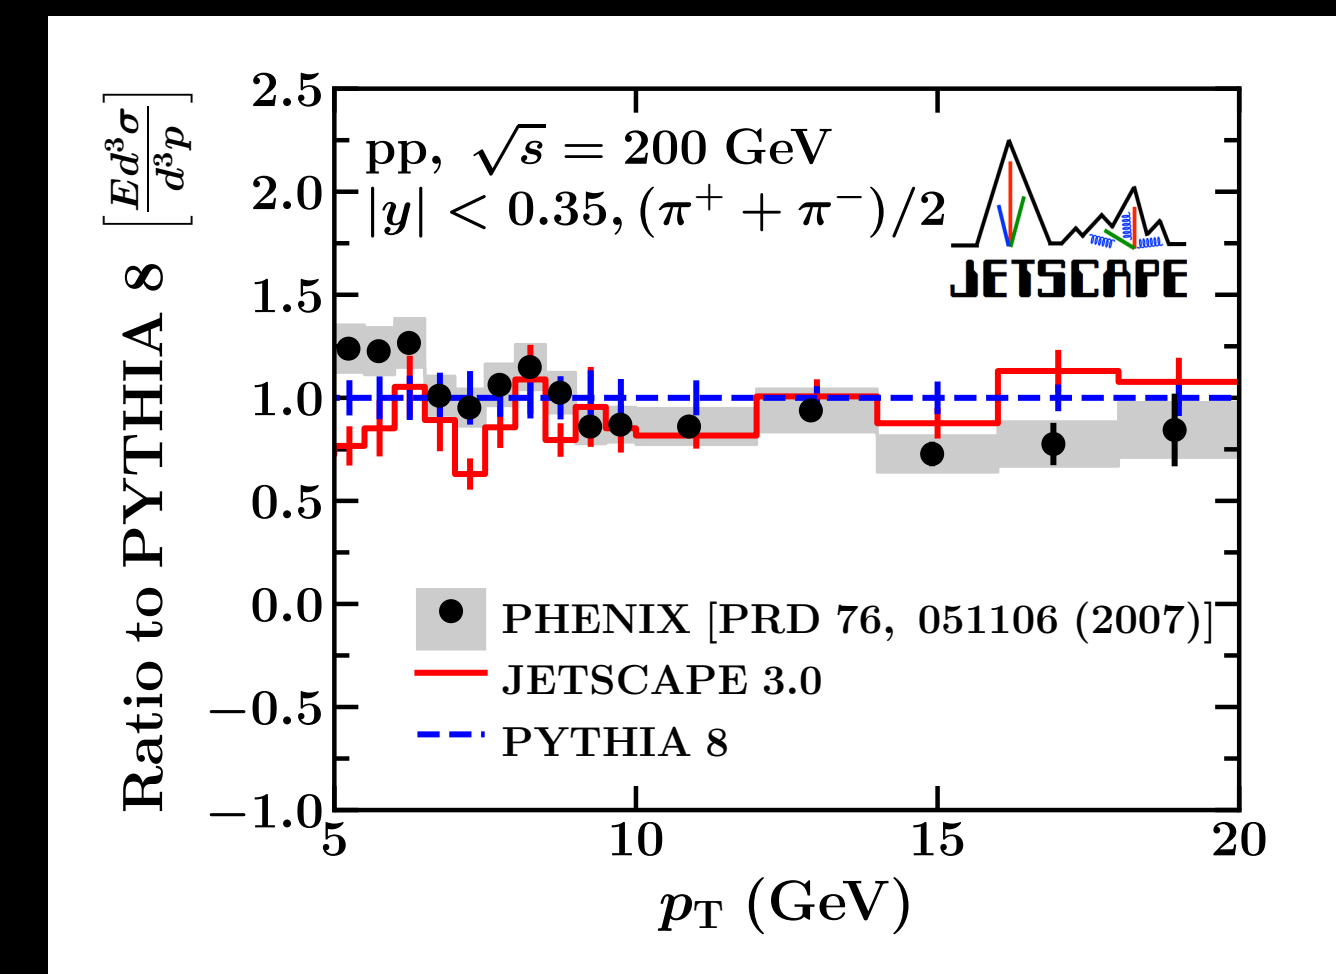 [Ed³σ/d³p]
Ratio to PYTHIA 8
2.5
2.0
1.5
1.0
0.5
0.0
−0.5
−1.0
pp, √s = 200 GeV
|y| < 0.35, (π⁺ + π⁻)/2
JETSCAPE
PHENIX [PRD 76, 051106 (2007)]
JETSCAPE 3.0
PYTHIA 8
5 10 15 20
p_T (GeV)